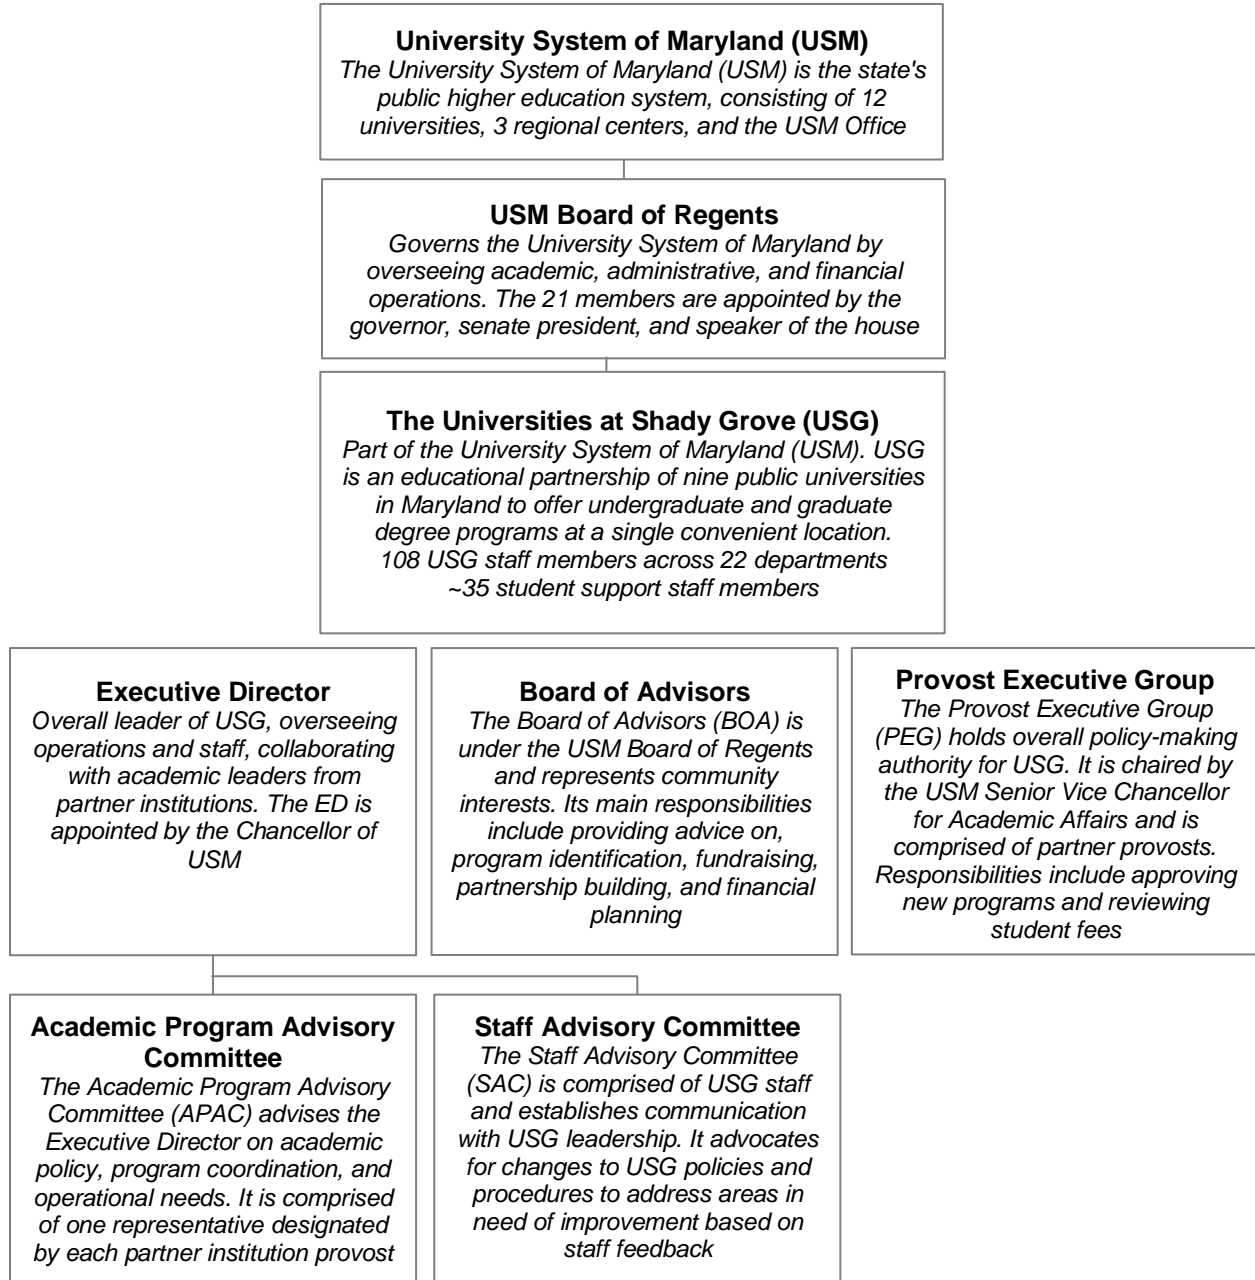 University System of Maryland (USM)
The University System of Maryland (USM) is the state's
public higher education system, consisting of 12
universities, 3 regional centers, and the USM Office
USM Board of Regents
Governs the University System of Maryland by
overseeing academic, administrative, and financial
operations. The 21 members are appointed by the
governor, senate president, and speaker of the house
The Universities at Shady Grove (USG)
Part of the University System of Maryland (USM). USG
is an educational partnership of nine public universities
in Maryland to offer undergraduate and graduate
degree programs at a single convenient location.
108 USG staff members across 22 departments
~35 student support staff members
Executive Director
Overall leader of USG, overseeing
operations and staff, collaborating
with academic leaders from
partner institutions. The ED is
appointed by the Chancellor of
USM
Board of Advisors
The Board of Advisors (BOA) is
under the USM Board of Regents
and represents community
interests. Its main responsibilities
include providing advice on,
program identification, fundraising,
partnership building, and financial
planning
Provost Executive Group
The Provost Executive Group
(PEG) holds overall policy-making
authority for USG. It is chaired by
the USM Senior Vice Chancellor
for Academic Affairs and is
comprised of partner provosts.
Responsibilities include approving
new programs and reviewing
student fees
Academic Program Advisory
Committee
The Academic Program Advisory
Committee (APAC) advises the
Executive Director on academic
policy, program coordination, and
operational needs. It is comprised
of one representative designated
by each partner institution provost
Staff Advisory Committee
The Staff Advisory Committee
(SAC) is comprised of USG staff
and establishes communication
with USG leadership. It advocates
for changes to USG policies and
procedures to address areas in
need of improvement based on
staff feedback